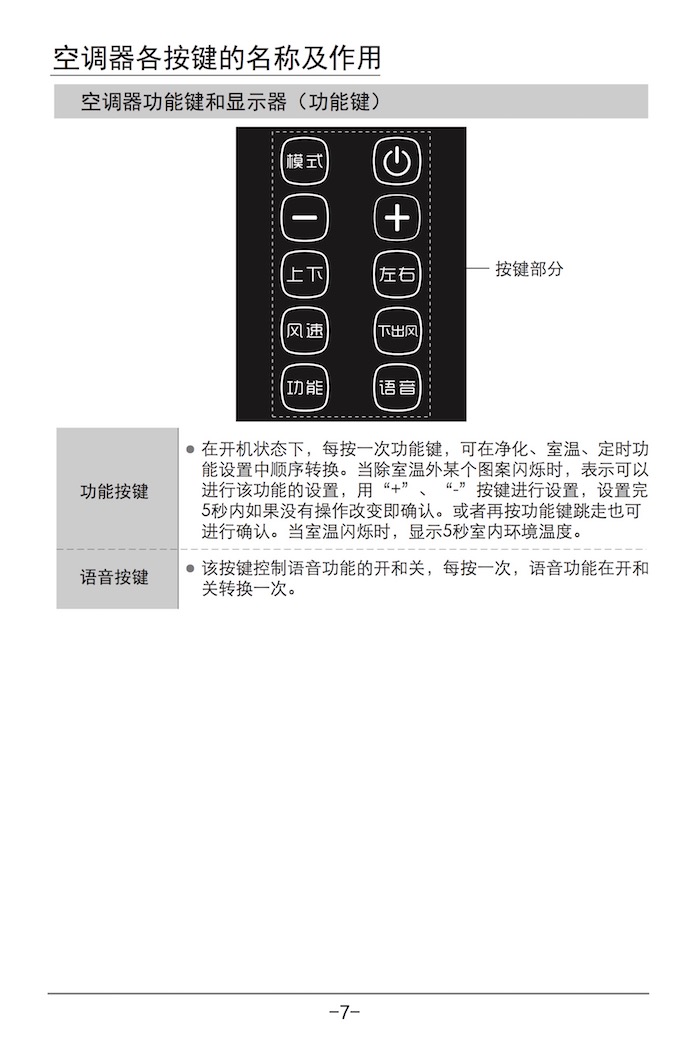 空调器各按键的名称及作用
空调器功能键和显示器（功能键）
模式
上下 左右
按键部分
风速 下出风
功能 语音
功能按键
● 在开机状态下，每按一次功能键，可在净化、室温、定时功
能设置中顺序转换。当除室温外某个图案闪烁时，表示可以
进行该功能的设置，用“+”、“-”按键进行设置，设置完
5秒内如果没有操作改变即确认。或者再按功能键跳走也可
进行确认。当室温闪烁时，显示5秒室内环境温度。
语音按键
● 该按键控制语音功能的开和关，每按一次，语音功能在开和
关转换一次。
-7-